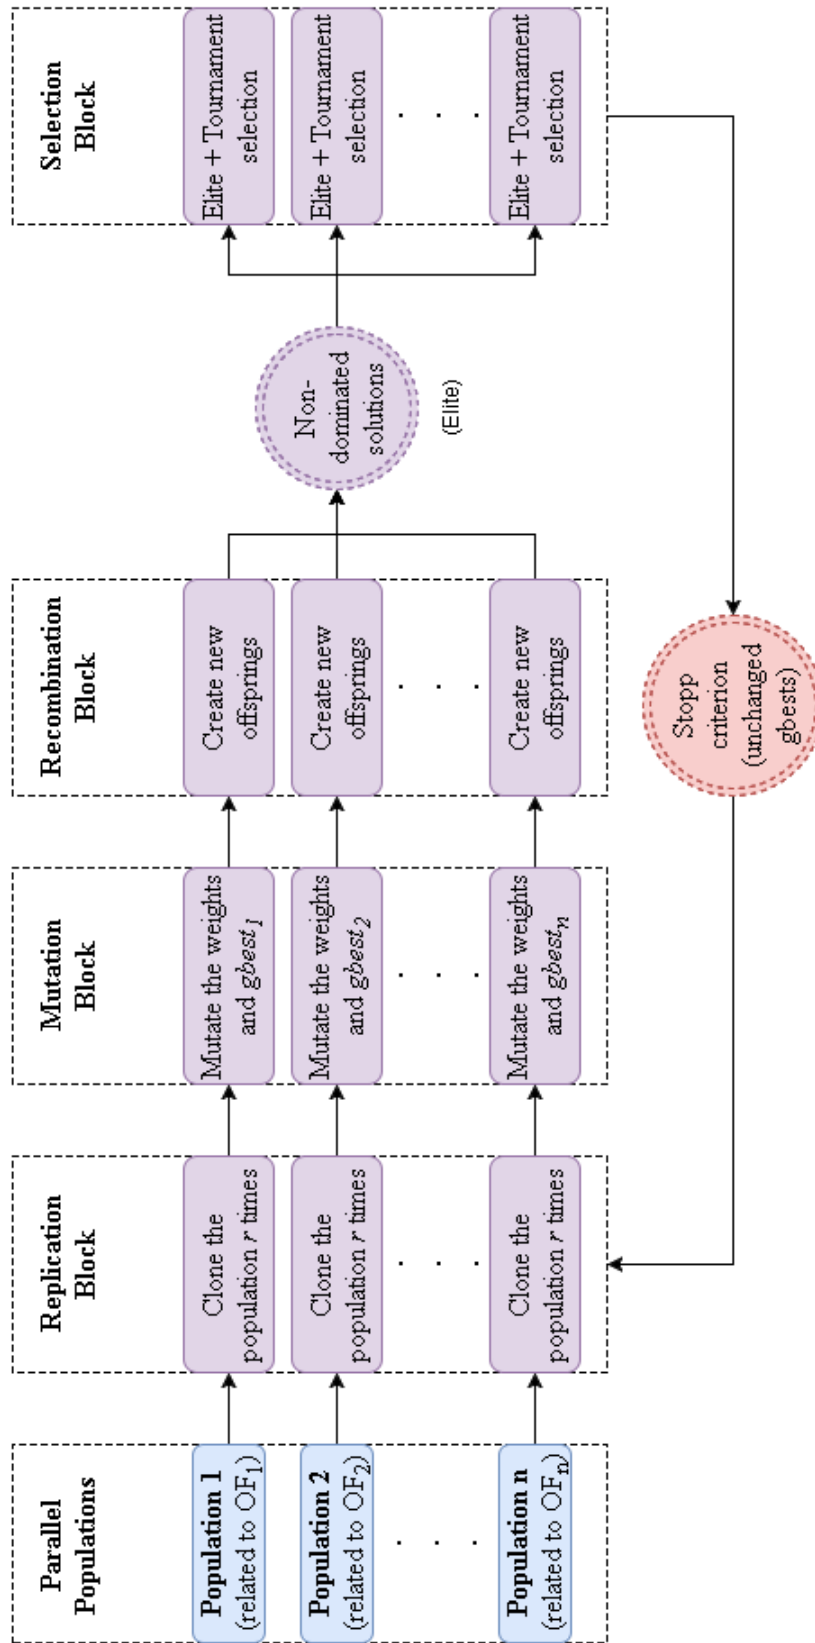 Parallel
Populations
Population 1
(related to OF1)
Population 2
(related to OF2)
. . .
Population n
(related to OFn)
Replication
Block
Clone the
population r times
Clone the
population r times
. . .
Clone the
population r times
Mutation
Block
Mutate the weights
and gbest1
Mutate the weights
and gbest2
. . .
Mutate the weights
and gbestn
Recombination
Block
Create new
offsprings
Create new
offsprings
. . .
Create new
offsprings
Non-
dominated
solutions
(Elite)
Selection
Block
Elite + Tournament
selection
Elite + Tournament
selection
. . .
Elite + Tournament
selection
Stopp
criterion
(unchanged
gbests)